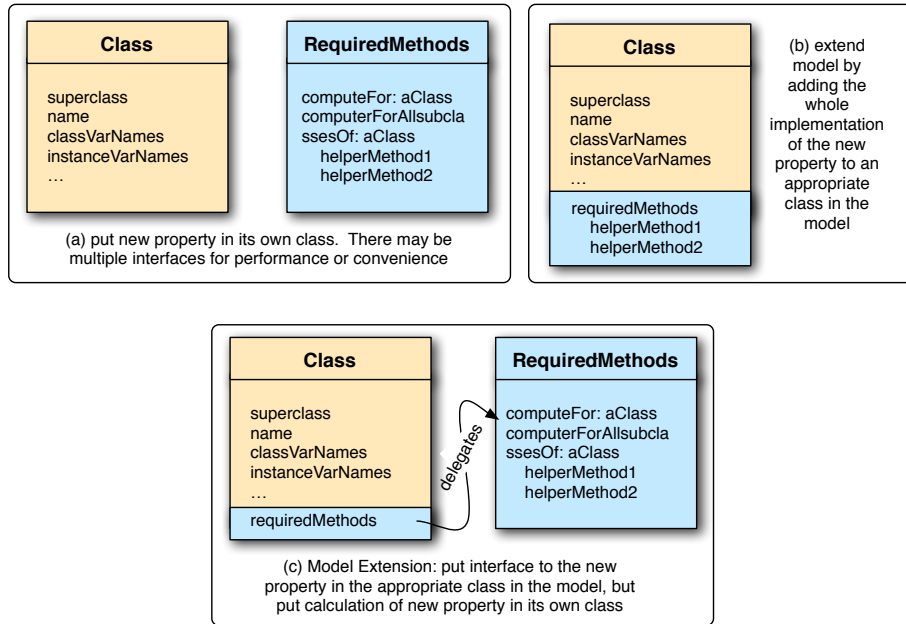 Class
superclass
name
classVarNames
instanceVarNames
…
RequiredMethods
computeFor: aClass
computerForAllsubcla
ssesOf: aClass
helperMethod1
helperMethod2
(a) put new property in its own class. There may be
multiple interfaces for performance or convenience
Class
superclass
name
classVarNames
instanceVarNames
…
requiredMethods
helperMethod1
helperMethod2
(b) extend
model by
adding the
whole
implementation
of the new
property to an
appropriate
class in the
model
Class
superclass
name
classVarNames
instanceVarNames
…
requiredMethods
delegates
RequiredMethods
computeFor: aClass
computerForAllsubcla
ssesOf: aClass
helperMethod1
helperMethod2
(c) Model Extension: put interface to the new
property in the appropriate class in the model, but
put calculation of new property in its own class